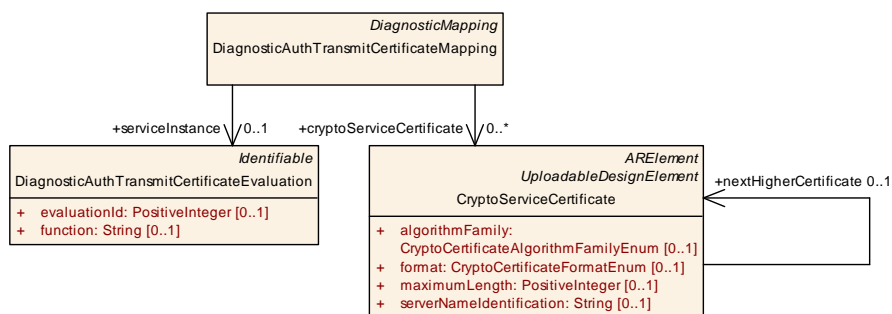 DiagnosticMapping
DiagnosticAuthTransmitCertificateMapping
+serviceInstance 0..1
+cryptoServiceCertificate 0..*
Identifiable
DiagnosticAuthTransmitCertificateEvaluation
+ evaluationId: PositiveInteger [0..1]
+ function: String [0..1]
ARElement
UploadableDesignElement
CryptoServiceCertificate
+ algorithmFamily:
CryptoCertificateAlgorithmFamilyEnum [0..1]
+ format: CryptoCertificateFormatEnum [0..1]
+ maximumLength: PositiveInteger [0..1]
+ serverNameIdentification: String [0..1]
+nextHigherCertificate 0..1